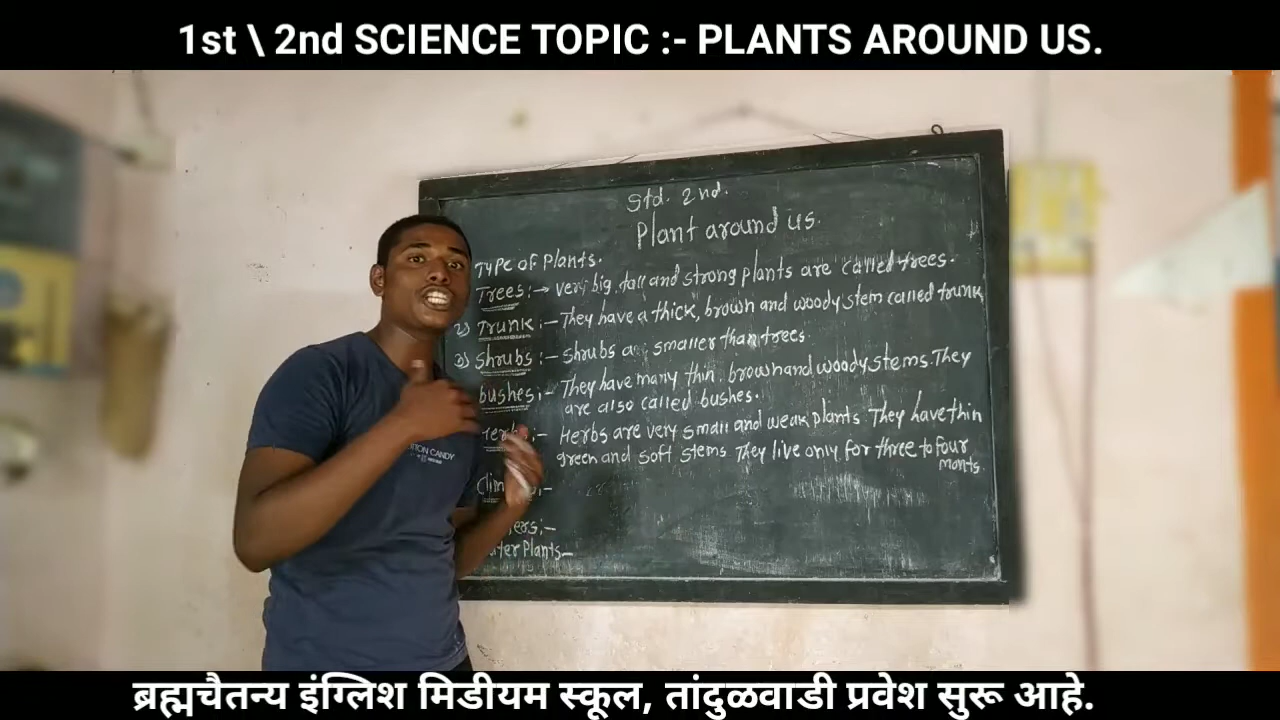 1st \ 2nd SCIENCE TOPIC :- PLANTS AROUND US.
Std. 2nd.
Plant around us.
Type of Plants.
Trees:→ very big, tall and strong plants are called trees.
2) Trunk:- They have a thick, brown and woody stem called trunk
3) Shrubs:- Shrubs are smaller than trees.
bushes:- They have many thin, brown and woody stems. They
are also called bushes.
Herbs:- Herbs are very small and weak plants. They have thin
green and soft stems They live only for three to four
monts.
COTTON CANDY
Plants-
ब्रह्मचैतन्य इंग्लिश मिडीयम स्कूल, तांदुळवाडी प्रवेश सुरू आहे.